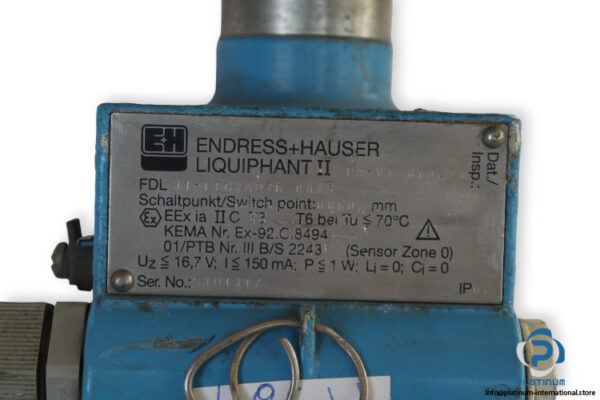 E+H
ENDRESS+HAUSER
LIQUIPHANT II
Dat./
Insp.:
FDL
Schaltpunkt/Switch point: mm
Ex EEx ia II C T6 bei Tu ≦ 70°C
KEMA Nr. Ex-92.C.8494
01/PTB Nr. III B/S 2243 (Sensor Zone 0)
Uz ≦ 16,7 V; I ≦ 150 mA; P ≦ 1 W; Li = 0; Ci = 0
Ser. No.:
IP
PLATINUM
INTERNATIONAL
info@platinum-international.store